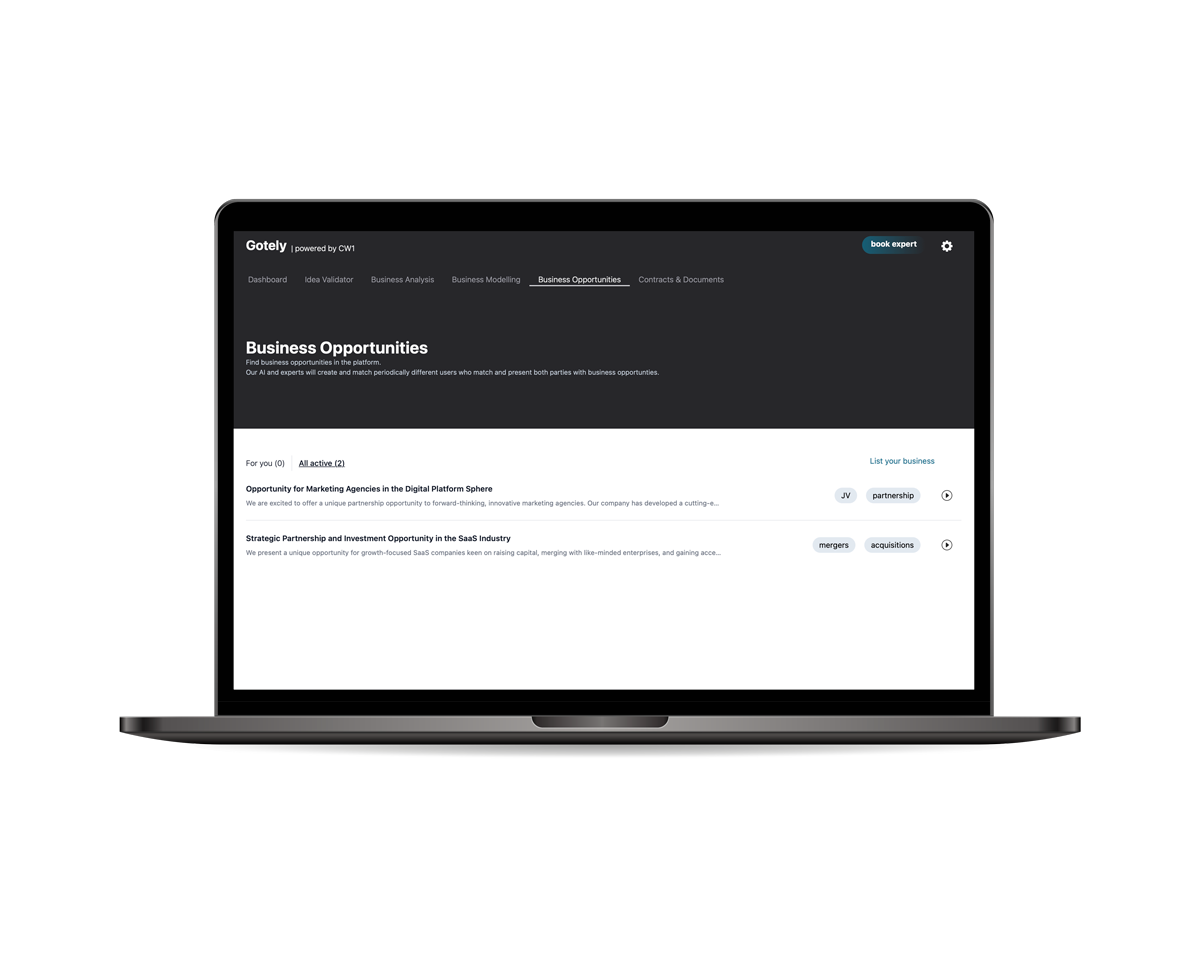 Gotely | powered by CW1
book expert
Dashboard Idea Validator Business Analysis Business Modelling Business Opportunities Contracts & Documents
Business Opportunities
Find business opportunities in the platform.
Our AI and experts will create and match periodically different users who match and present both parties with business opportunties.
For you (0) All active (2)
List your business
Opportunity for Marketing Agencies in the Digital Platform Sphere
We are excited to offer a unique partnership opportunity to forward-thinking, innovative marketing agencies. Our company has developed a cutting-e...
JV partnership
Strategic Partnership and Investment Opportunity in the SaaS Industry
We present a unique opportunity for growth-focused SaaS companies keen on raising capital, merging with like-minded enterprises, and gaining acce...
mergers acquisitions